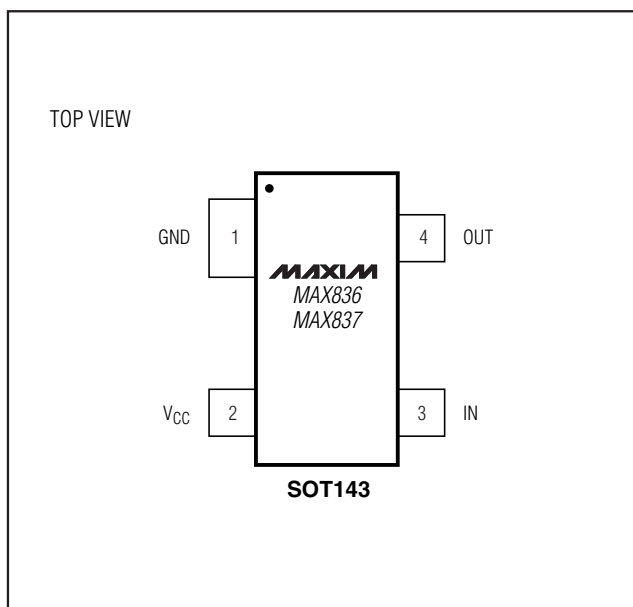 TOP VIEW
GND 1 4 OUT
MAXIM
MAX836
MAX837
VCC 2 3 IN
SOT143